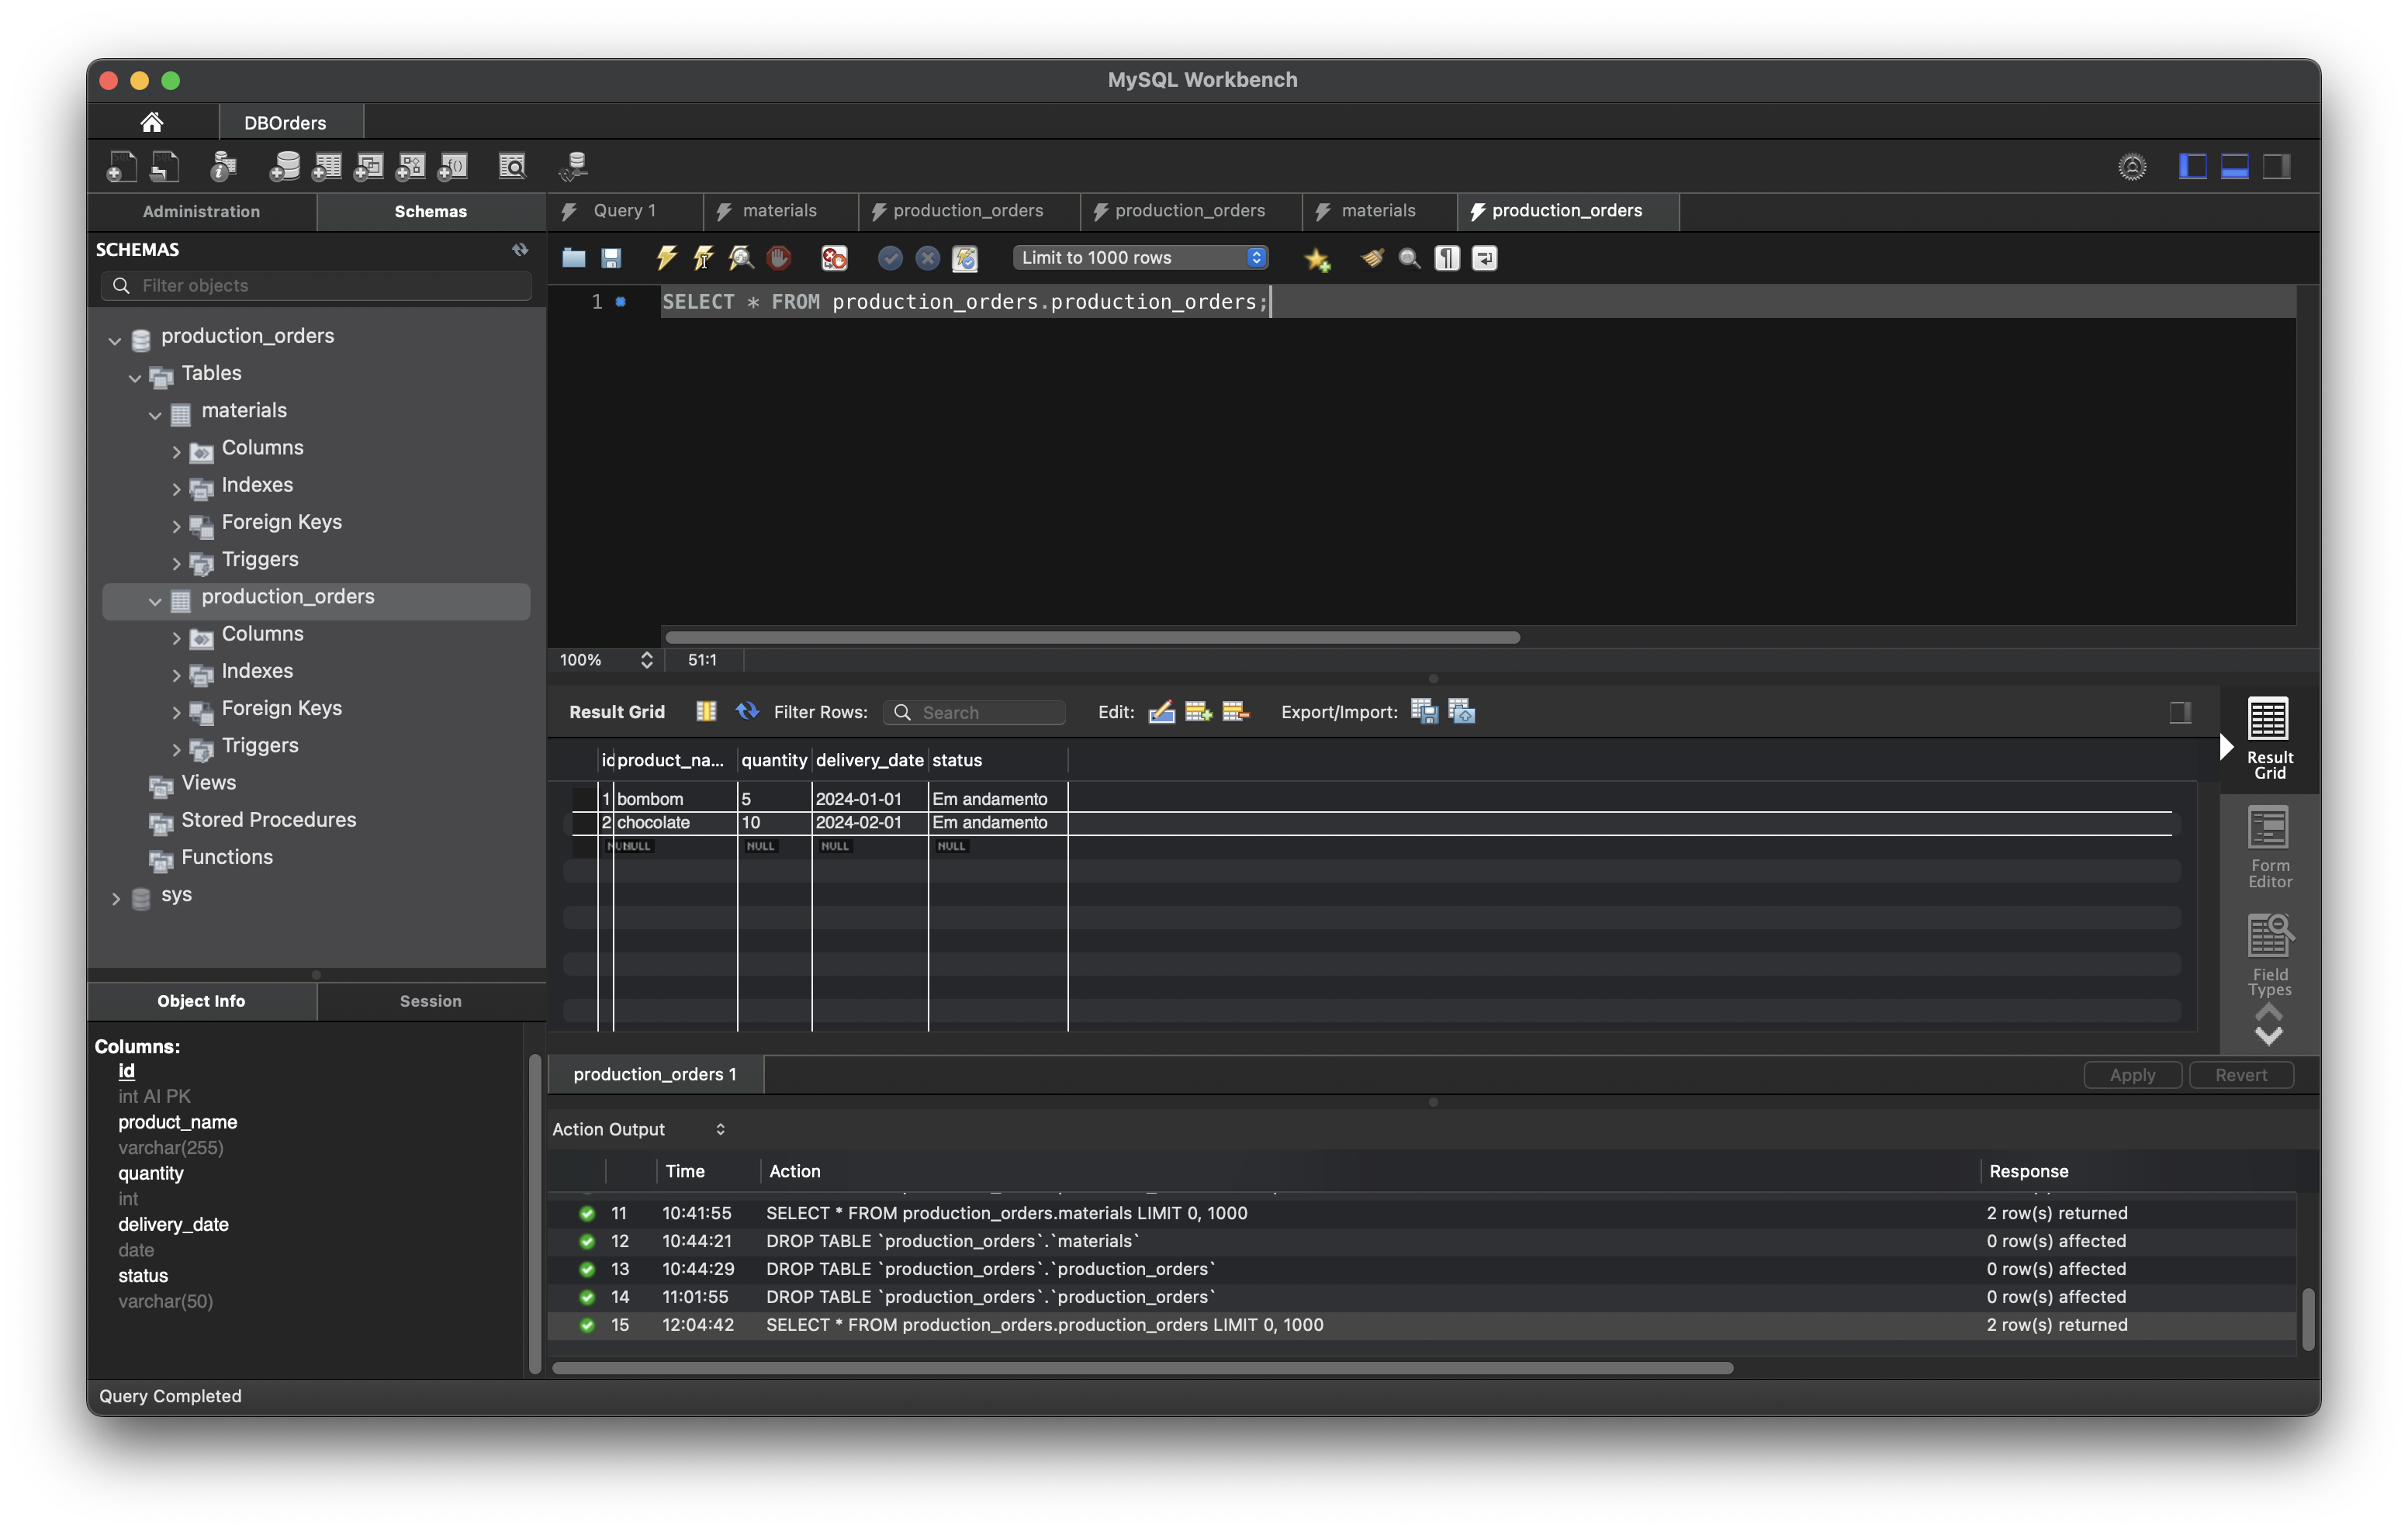 MySQL Workbench
DBOrders
Administration
Schemas
SCHEMAS
Filter objects
production_orders
Tables
materials
Columns
Indexes
Foreign Keys
Triggers
production_orders
Columns
Indexes
Foreign Keys
Triggers
Views
Stored Procedures
Functions
sys
Object Info
Session
Columns:
id
int AI PK
product_name
varchar(255)
quantity
int
delivery_date
date
status
varchar(50)
Query 1
materials
production_orders
production_orders
materials
production_orders
Limit to 1000 rows
1 SELECT * FROM production_orders.production_orders;
100% 51:1
Result Grid Filter Rows: Search Edit: Export/Import:
id product_na... quantity delivery_date status
1 bombom 5 2024-01-01 Em andamento
2 chocolate 10 2024-02-01 Em andamento
NULL NULL NULL NULL
Result Grid
Form Editor
Field Types
production_orders 1 Apply Revert
Action Output
Time Action Response
11 10:41:55 SELECT * FROM production_orders.materials LIMIT 0, 1000 2 row(s) returned
12 10:44:21 DROP TABLE `production_orders`.`materials` 0 row(s) affected
13 10:44:29 DROP TABLE `production_orders`.`production_orders` 0 row(s) affected
14 11:01:55 DROP TABLE `production_orders`.`production_orders` 0 row(s) affected
15 12:04:42 SELECT * FROM production_orders.production_orders LIMIT 0, 1000 2 row(s) returned
Query Completed